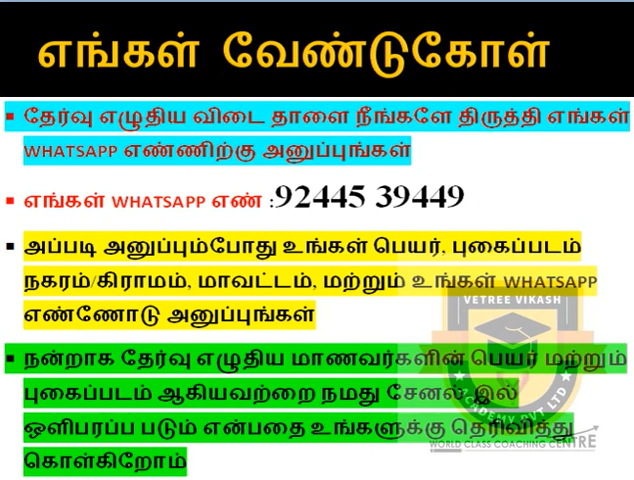 எங்கள் வேண்டுகோள்
தேர்வு எழுதிய விடை தாளை நீங்களே திருத்தி எங்கள்
WHATSAPP எண்ணிற்கு அனுப்புங்கள்
எங்கள் WHATSAPP எண் :92445 39449
அப்படி அனுப்பும்போது உங்கள் பெயர், புகைப்படம்
நகரம்/கிராமம், மாவட்டம், மற்றும் உங்கள் WHATSAPP
எண்ணோடு அனுப்புங்கள்
VETREE VIKASH
நன்றாக தேர்வு எழுதிய மாணவர்களின் பெயர் மற்றும்
புகைப்படம் ஆகியவற்றை நமது சேனல் இல்
ACADEMY PVT LTD
ஒளிபரப்ப படும் என்பதை உங்களுக்கு தெரிவித்து
WORLD CLASS COACHING CENTRE
கொள்கிறோம்